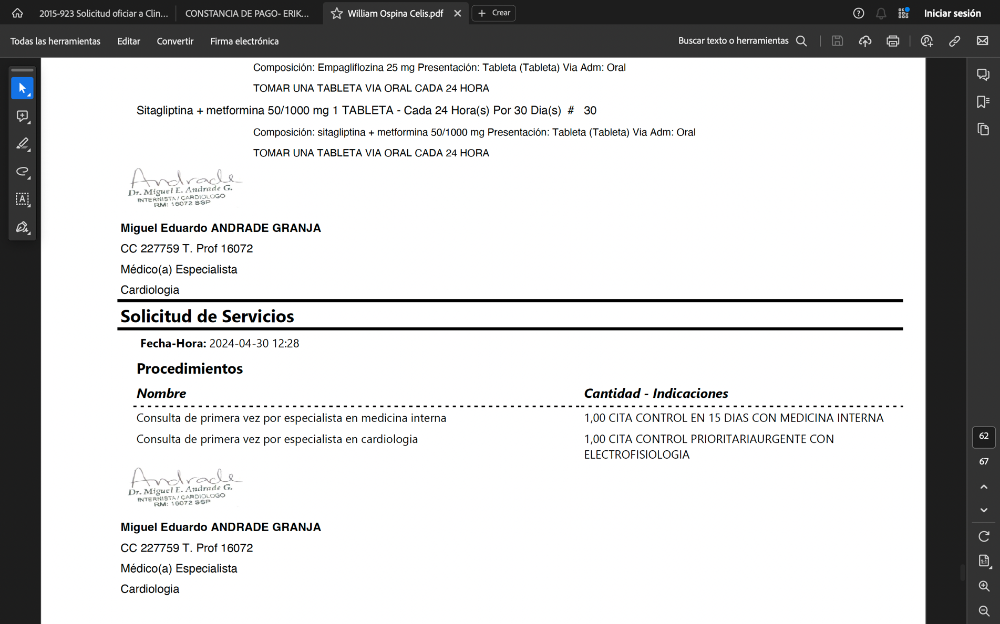 2015-923 Solicitud oficiar a Clin...
CONSTANCIA DE PAGO- ERIK...
William Ospina Celis.pdf
Crear
Iniciar sesión
Todas las herramientas
Editar
Convertir
Firma electrónica
Buscar texto o herramientas
Composición: Empagliflozina 25 mg Presentación: Tableta (Tableta) Via Adm: Oral
TOMAR UNA TABLETA VIA ORAL CADA 24 HORA
Sitagliptina + metformina 50/1000 mg 1 TABLETA - Cada 24 Hora(s) Por 30 Dia(s) # 30
Composición: sitagliptina + metformina 50/1000 mg Presentación: Tableta (Tableta) Via Adm: Oral
TOMAR UNA TABLETA VIA ORAL CADA 24 HORA
Andrade
Dr. Miguel E. Andrade G.
INTERNISTA / CARDIOLOGO
RM: 16072 SSP
Miguel Eduardo ANDRADE GRANJA
CC 227759 T. Prof 16072
Médico(a) Especialista
Cardiologia
Solicitud de Servicios
Fecha-Hora: 2024-04-30 12:28
Procedimientos
Nombre Cantidad - Indicaciones
Consulta de primera vez por especialista en medicina interna 1,00 CITA CONTROL EN 15 DIAS CON MEDICINA INTERNA
Consulta de primera vez por especialista en cardiologia 1,00 CITA CONTROL PRIORITARIAURGENTE CON
ELECTROFISIOLOGIA
Andrade
Dr. Miguel E. Andrade G.
INTERNISTA / CARDIOLOGO
RM: 16072 SSP
Miguel Eduardo ANDRADE GRANJA
CC 227759 T. Prof 16072
Médico(a) Especialista
Cardiologia
62
67
1:1